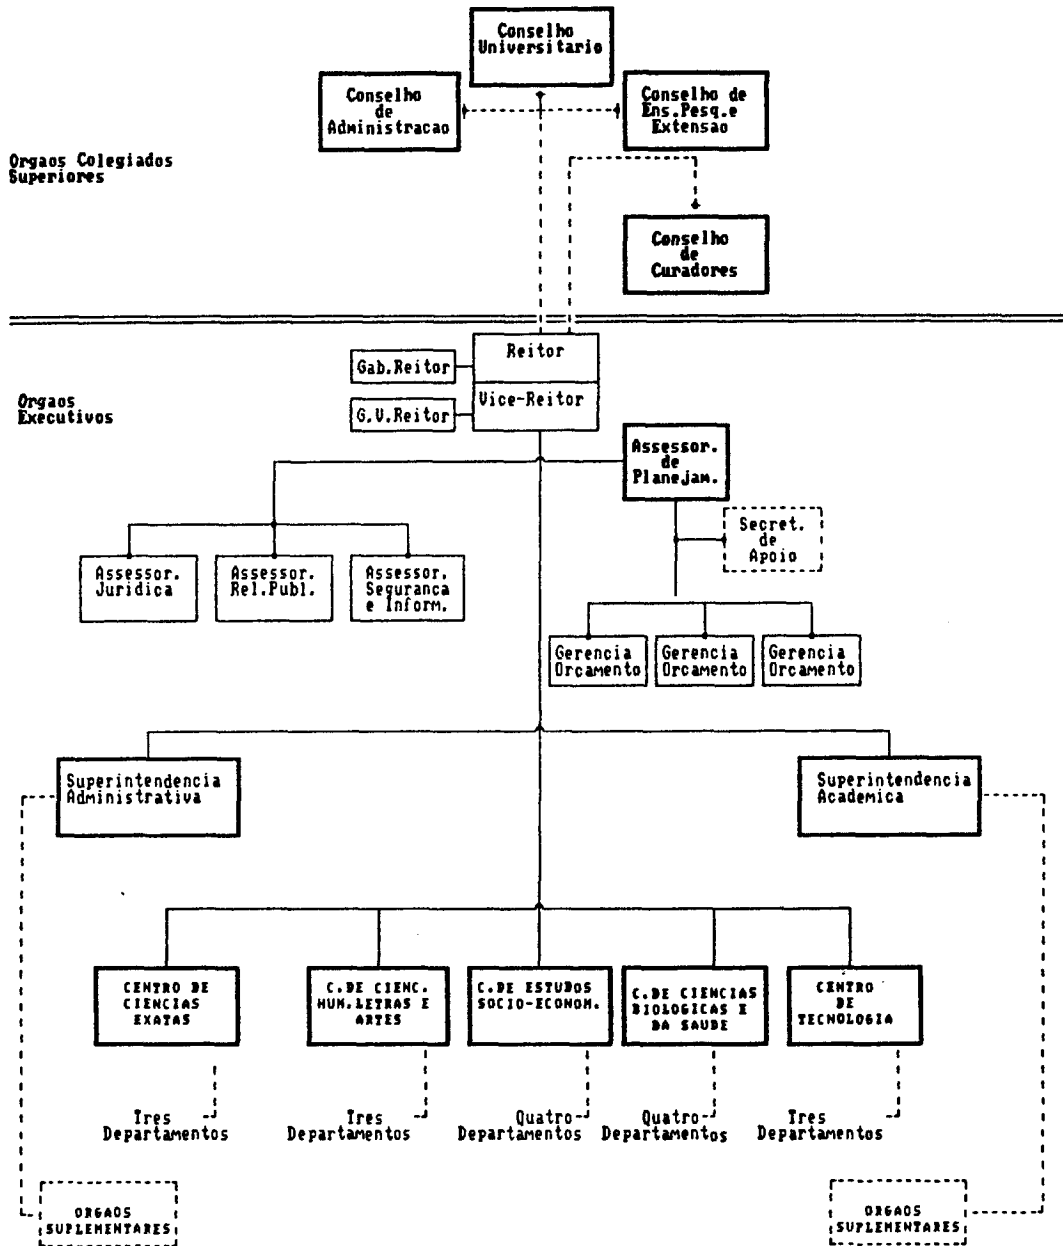 Conselho
Universitario
Conselho
de
Administracao
Conselho de
Ens.Pesq.e
Extensao
Orgaos Colegiados
Superiores
Conselho
de
Curadores
Reitor
Gab.Reitor
Vice-Reitor
G.V.Reitor
Orgaos
Executivos
Assessor.
de
Planejam.
Secret.
de
Apoio
Assessor.
Juridica
Assessor.
Rel.Publ.
Assessor.
Seguranca
e Inform.
Gerencia
Orcamento
Gerencia
Orcamento
Gerencia
Orcamento
Superintendencia
Administrativa
Superintendencia
Academica
CENTRO DE
CIENCIAS
EXATAS
C.DE CIENC.
HUM.LETRAS E
ARTES
C.DE ESTUDOS
SOCIO-ECONOM.
C.DE CIENCIAS
BIOLOGICAS E
DA SAUDE
CENTRO
DE
TECNOLOGIA
Tres
Departamentos
Tres
Departamentos
Quatro
Departamentos
Quatro
Departamentos
Tres
Departamentos
ORGAOS
SUPLEMENTARES
ORGAOS
SUPLEMENTARES